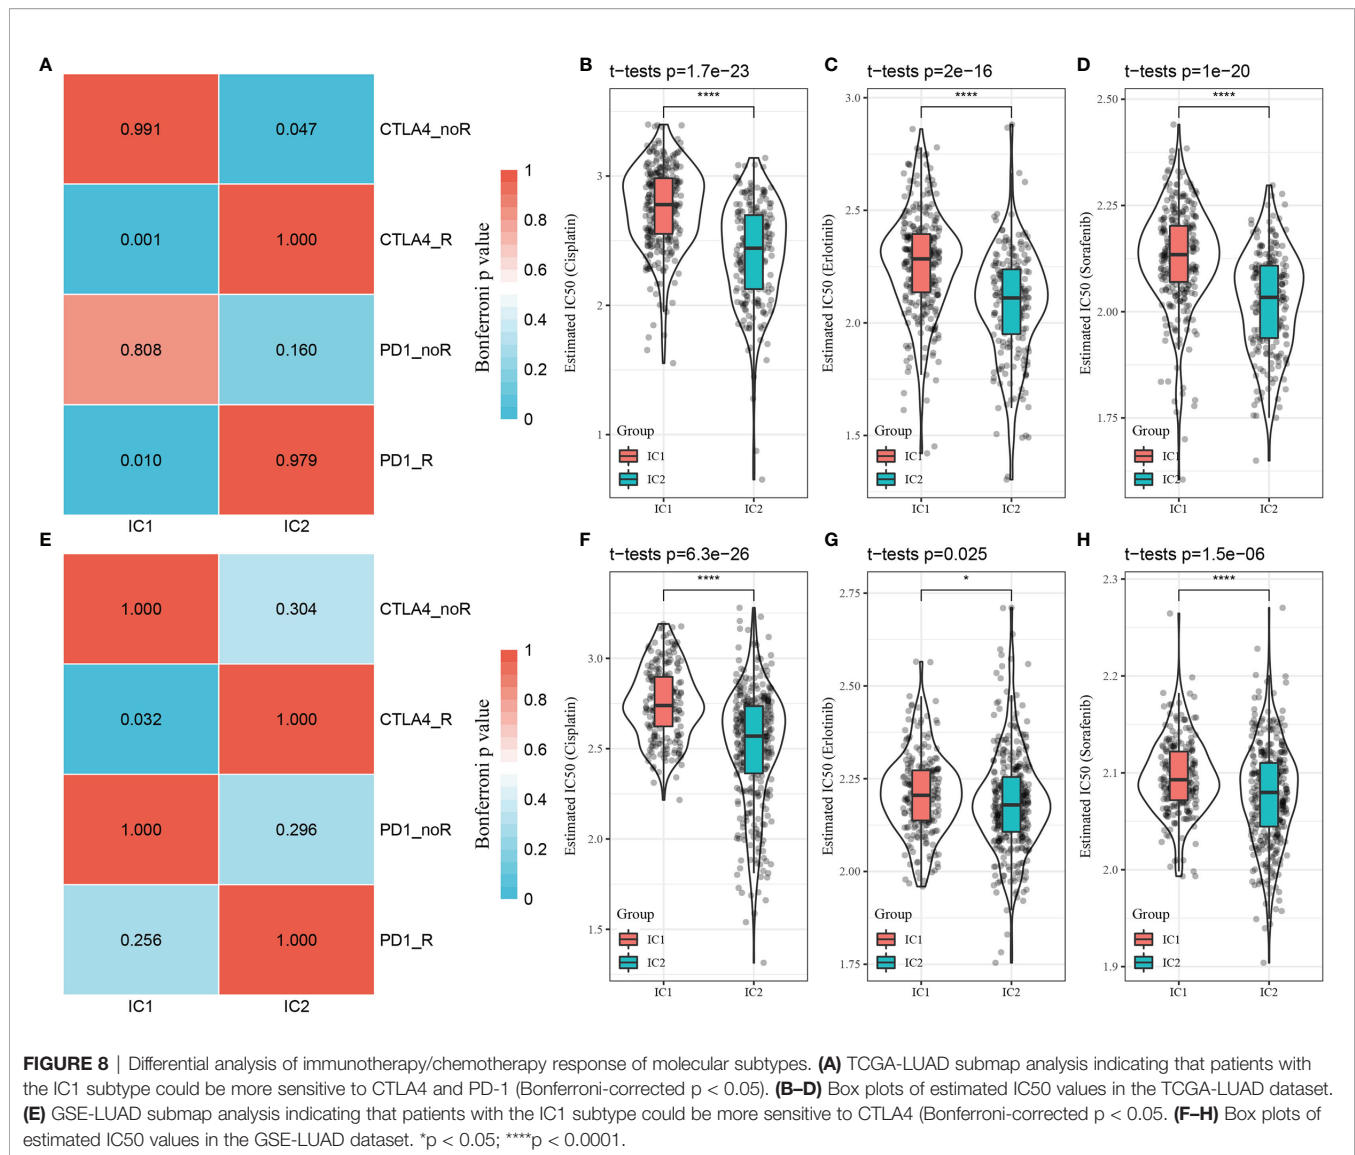 A
0.991
0.047
CTLA4_noR
0.001
1.000
CTLA4_R
0.808
0.160
PD1_noR
0.010
0.979
PD1_R
IC1
IC2
Bonferroni p value
1
0.8
0.6
0.4
0.2
0
B
t−tests p=1.7e−23
****
Estimated IC50 (Cisplatin)
3
2
1
Group
IC1
IC2
IC1
IC2
C
t−tests p=2e−16
****
Estimated IC50 (Erlotinib)
3.0
2.5
2.0
1.5
Group
IC1
IC2
IC1
IC2
D
t−tests p=1e−20
****
Estimated IC50 (Sorafenib)
2.50
2.25
2.00
1.75
Group
IC1
IC2
IC1
IC2
E
1.000
0.304
CTLA4_noR
0.032
1.000
CTLA4_R
1.000
0.296
PD1_noR
0.256
1.000
PD1_R
IC1
IC2
Bonferroni p value
1
0.8
0.6
0.4
0.2
0
F
t−tests p=6.3e−26
****
Estimated IC50 (Cisplatin)
3.0
2.5
2.0
1.5
Group
IC1
IC2
IC1
IC2
G
t−tests p=0.025
*
Estimated IC50 (Erlotinib)
2.75
2.50
2.25
2.00
1.75
Group
IC1
IC2
IC1
IC2
H
t−tests p=1.5e−06
****
Estimated IC50 (Sorafenib)
2.3
2.2
2.1
2.0
1.9
Group
IC1
IC2
IC1
IC2
FIGURE 8 | Differential analysis of immunotherapy/chemotherapy response of molecular subtypes. (A) TCGA-LUAD submap analysis indicating that patients with
the IC1 subtype could be more sensitive to CTLA4 and PD-1 (Bonferroni-corrected p < 0.05). (B–D) Box plots of estimated IC50 values in the TCGA-LUAD dataset.
(E) GSE-LUAD submap analysis indicating that patients with the IC1 subtype could be more sensitive to CTLA4 (Bonferroni-corrected p < 0.05. (F–H) Box plots of
estimated IC50 values in the GSE-LUAD dataset. *p < 0.05; ****p < 0.0001.